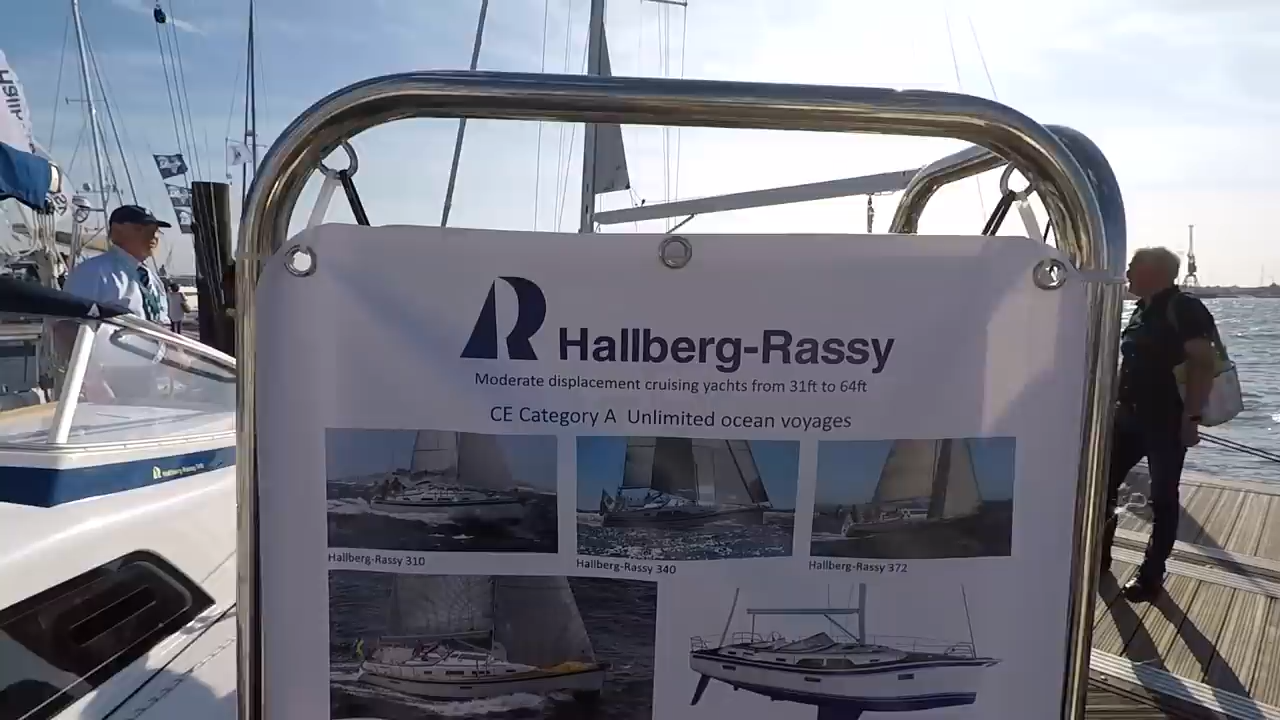 Hallberg-Rassy
Moderate displacement cruising yachts from 31ft to 64ft
CE Category A Unlimited ocean voyages
Hallberg-Rassy 310
Hallberg-Rassy 340
Hallberg-Rassy 372